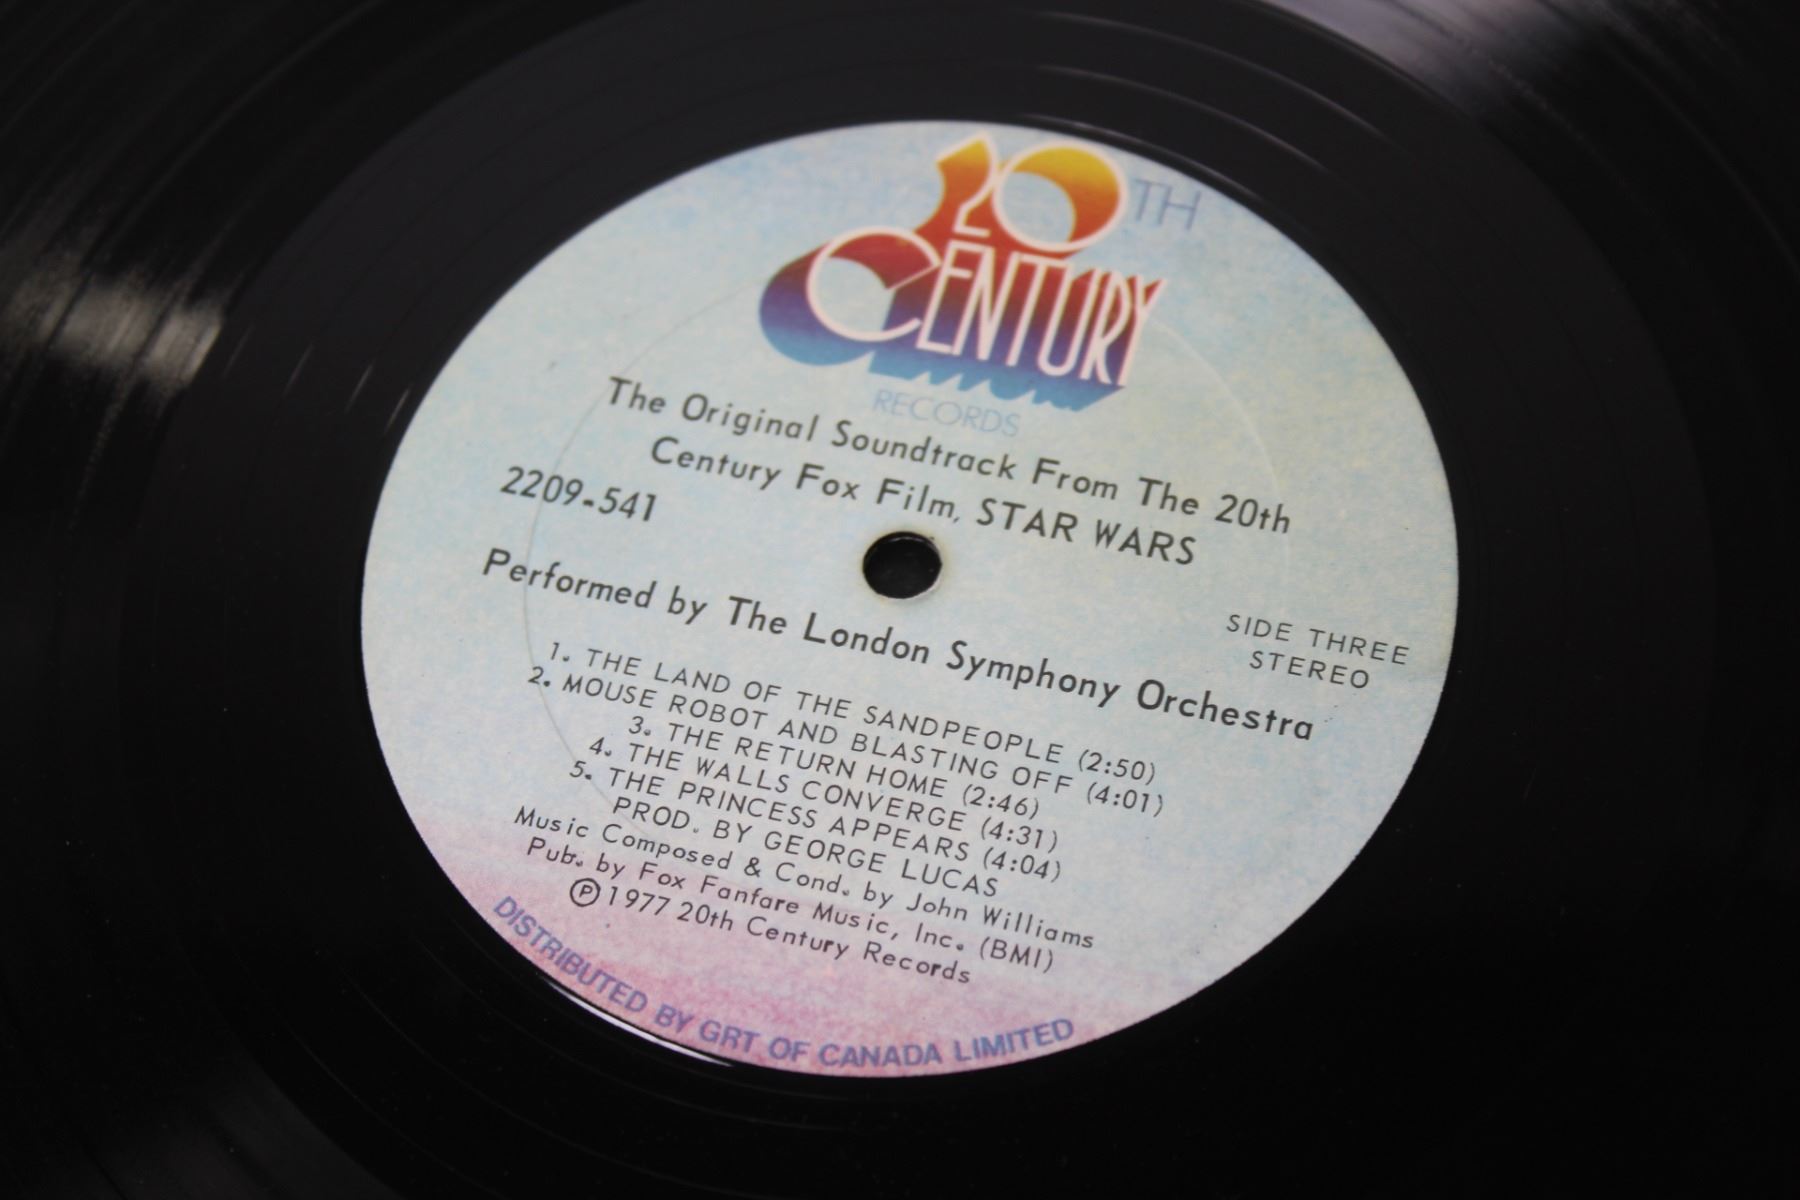 20TH
CENTURY
RECORDS
The Original Soundtrack From The 20th
Century Fox Film, STAR WARS
2209-541
Performed by The London Symphony Orchestra
SIDE THREE
STEREO
1. THE LAND OF THE SANDPEOPLE (2:50)
2. MOUSE ROBOT AND BLASTING OFF (4:01)
3. THE RETURN HOME (2:46)
4. THE WALLS CONVERGE (4:31)
5. THE PRINCESS APPEARS (4:04)
PROD. BY GEORGE LUCAS
Music Composed & Cond. by John Williams
Pub. by Fox Fanfare Music, Inc. (BMI)
℗ 1977 20th Century Records
DISTRIBUTED BY GRT OF CANADA LIMITED